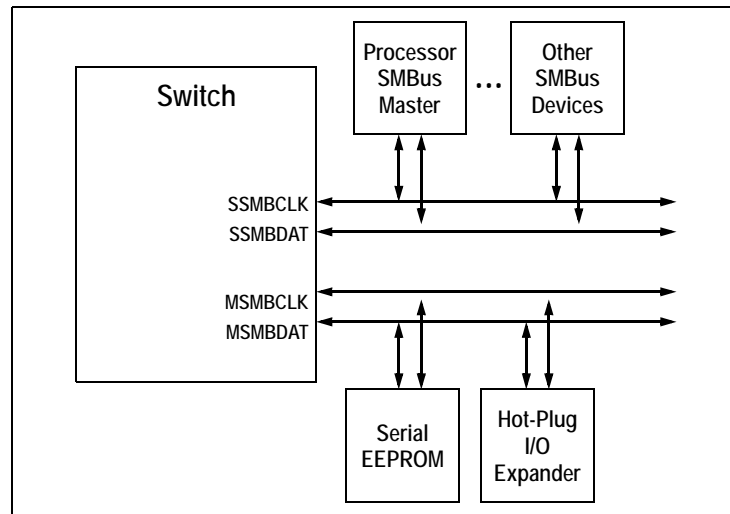 Switch
Processor
SMBus
Master
...
Other
SMBus
Devices
SSMBCLK
SSMBDAT
MSMBCLK
MSMBDAT
Serial
EEPROM
Hot-Plug
I/O
Expander